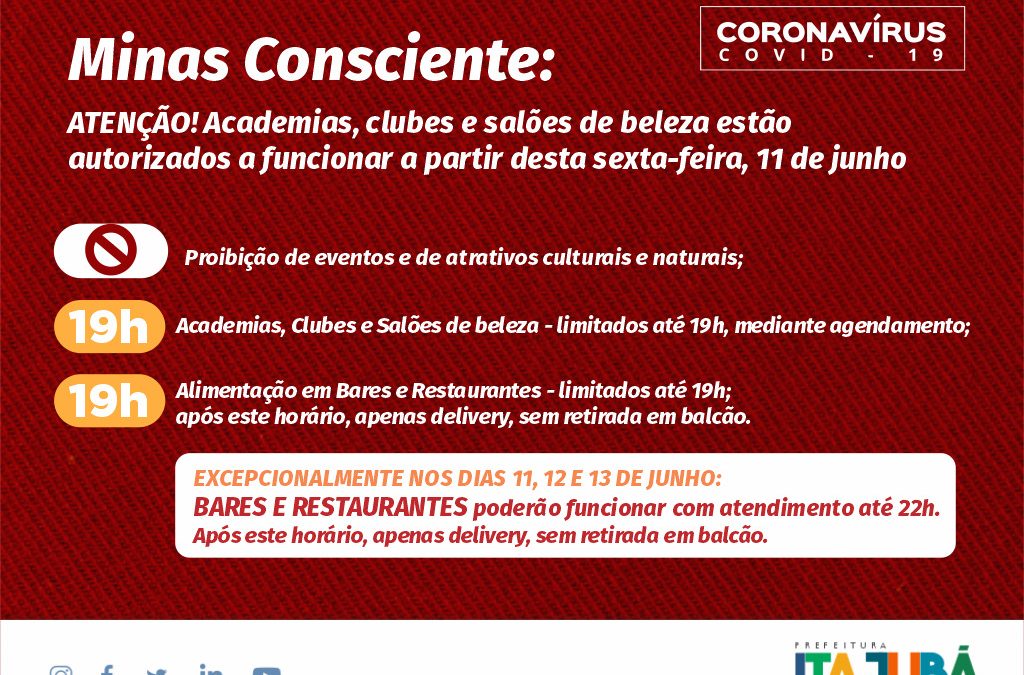 CORONAVÍRUS
COVID - 19
Minas Consciente:
ATENÇÃO! Academias, clubes e salões de beleza estão
autorizados a funcionar a partir desta sexta-feira, 11 de junho
Proibição de eventos e de atrativos culturais e naturais;
19h
Academias, Clubes e Salões de beleza - limitados até 19h, mediante agendamento;
19h
Alimentação em Bares e Restaurantes - limitados até 19h;
após este horário, apenas delivery, sem retirada em balcão.
EXCEPCIONALMENTE NOS DIAS 11, 12 E 13 DE JUNHO:
BARES E RESTAURANTES poderão funcionar com atendimento até 22h.
Após este horário, apenas delivery, sem retirada em balcão.
PREFEITURA
ITAJUBÁ